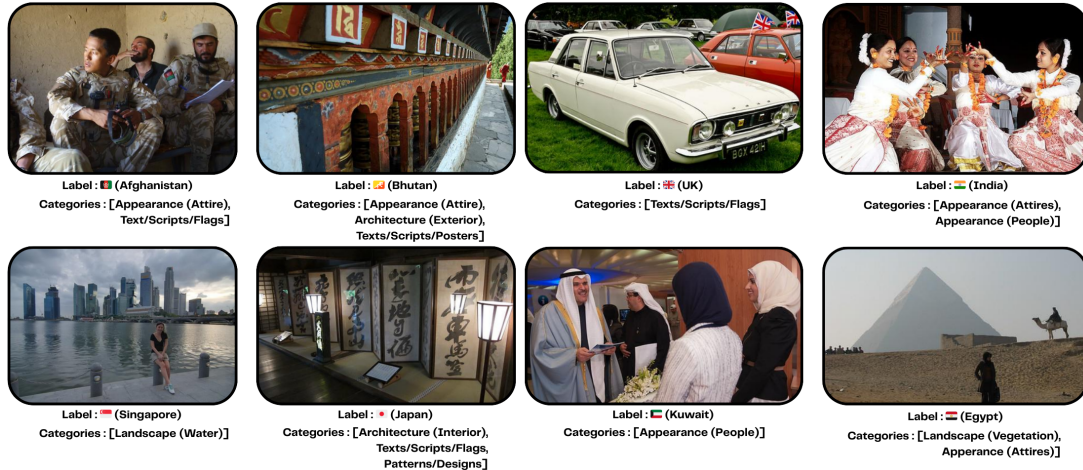 BGX 421H
Label : (Afghanistan)
Categories : [Appearance (Attire),
Text/Scripts/Flags]
Label : (Bhutan)
Categories : [Appearance (Attire),
Architecture (Exterior),
Texts/Scripts/Posters]
Label : (UK)
Categories : [Texts/Scripts/Flags]
Label : (India)
Categories : [Appearance (Attires),
Appearance (People)]
Label : (Singapore)
Categories : [Landscape (Water)]
Label : (Japan)
Categories : [Architecture (Interior),
Texts/Scripts/Flags,
Patterns/Designs]
Label : (Kuwait)
Categories : [Appearance (People)]
Label : (Egypt)
Categories : [Landscape (Vegetation),
Apperance (Attires)]